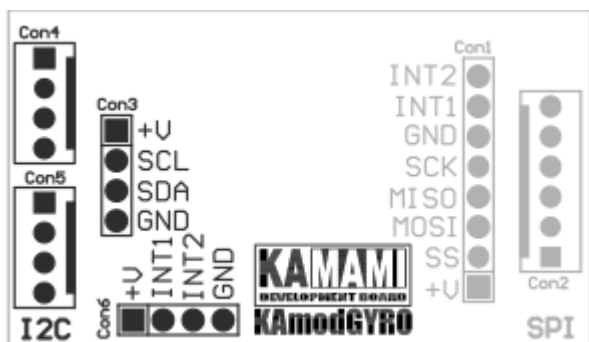 Con4
Con5
I2C
Con3
+V
SCL
SDA
GND
Con6
+V
INT1
INT2
GND
KAMAMI
DEVELOPMENT BOARD
KAmodGYRO
Con1
INT2
INT1
GND
SCK
MISO
MOSI
SS
+V
Con2
SPI